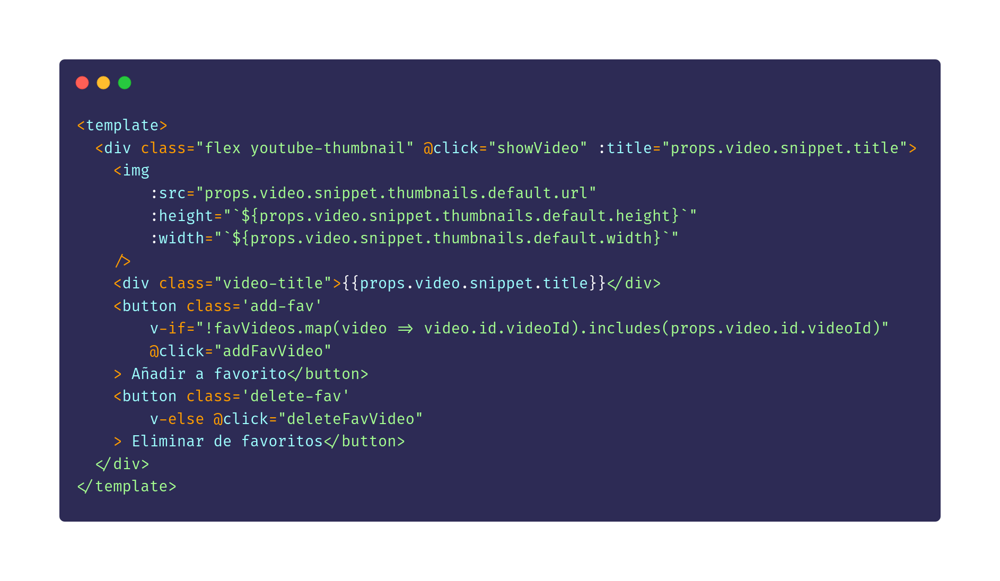 <template>
  <div class="flex youtube-thumbnail" @click="showVideo" :title="props.video.snippet.title">
    <img
        :src="props.video.snippet.thumbnails.default.url"
        :height="`${props.video.snippet.thumbnails.default.height}`"
        :width="`${props.video.snippet.thumbnails.default.width}`"
    />
    <div class="video-title">{{props.video.snippet.title}}</div>
    <button class='add-fav'
        v-if="!favVideos.map(video => video.id.videoId).includes(props.video.id.videoId)"
        @click="addFavVideo"
    > Añadir a favorito</button>
    <button class='delete-fav'
        v-else @click="deleteFavVideo"
    > Eliminar de favoritos</button>
  </div>
</template>